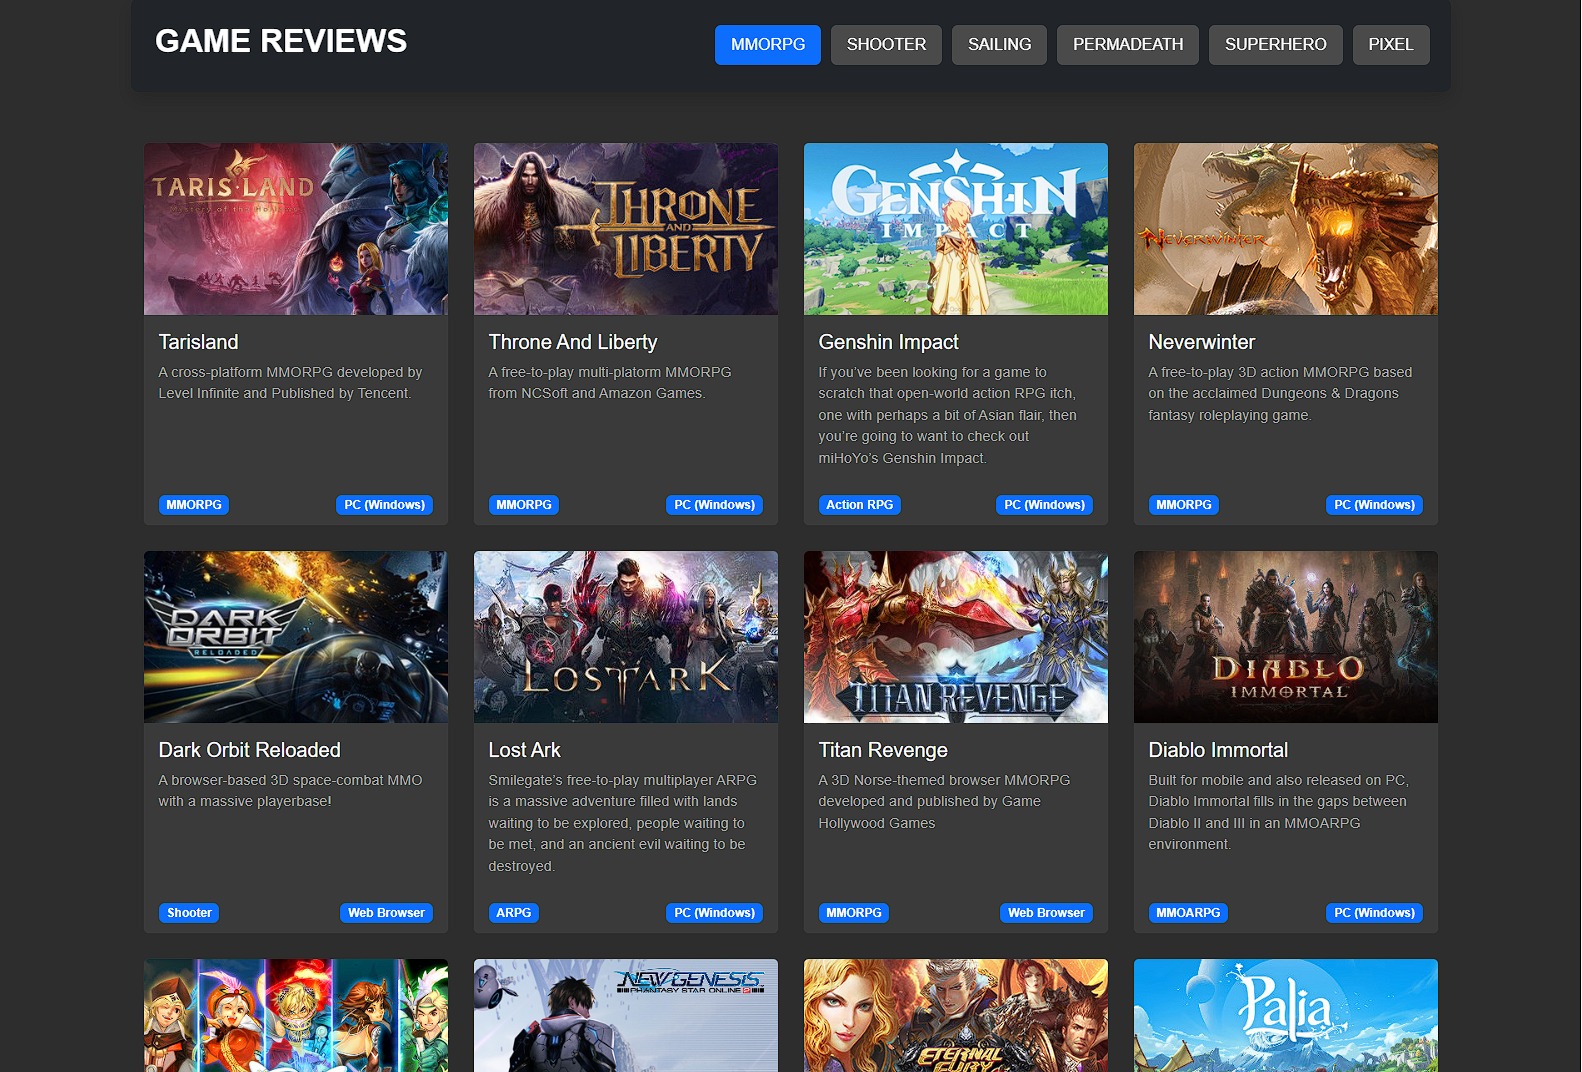 GAME REVIEWS
MMORPG SHOOTER SAILING PERMADEATH SUPERHERO PIXEL
TARISLAND
THRONE
AND
LIBERTY
GENSHIN
IMPACT
NEVERWINTER
Tarisland
A cross-platform MMORPG developed by
Level Infinite and Published by Tencent.
MMORPG PC (Windows)
Throne And Liberty
A free-to-play multi-platorm MMORPG
from NCSoft and Amazon Games.
MMORPG PC (Windows)
Genshin Impact
If you’ve been looking for a game to
scratch that open-world action RPG itch,
one with perhaps a bit of Asian flair, then
you’re going to want to check out
miHoYo’s Genshin Impact.
Action RPG PC (Windows)
Neverwinter
A free-to-play 3D action MMORPG based
on the acclaimed Dungeons & Dragons
fantasy roleplaying game.
MMORPG PC (Windows)
DARK
ORBIT
RELOADED
LOST ARK
TITAN REVENGE
DIABLO
IMMORTAL
Dark Orbit Reloaded
A browser-based 3D space-combat MMO
with a massive playerbase!
Shooter Web Browser
Lost Ark
Smilegate’s free-to-play multiplayer ARPG
is a massive adventure filled with lands
waiting to be explored, people waiting to
be met, and an ancient evil waiting to be
destroyed.
ARPG PC (Windows)
Titan Revenge
A 3D Norse-themed browser MMORPG
developed and published by Game
Hollywood Games
MMORPG Web Browser
Diablo Immortal
Built for mobile and also released on PC,
Diablo Immortal fills in the gaps between
Diablo II and III in an MMOARPG
environment.
MMOARPG PC (Windows)
NEW GENESIS
PHANTASY STAR ONLINE 2
ETERNAL
FURY
Palia